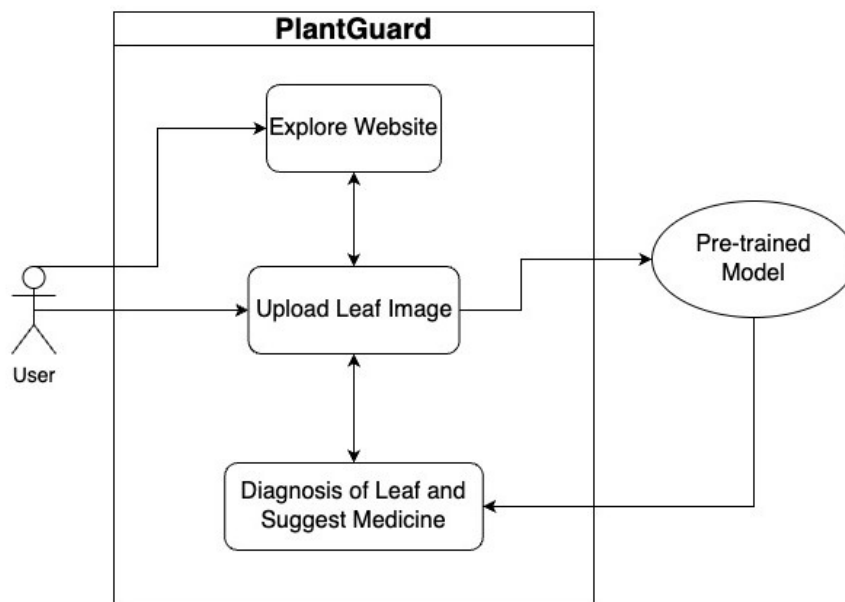 PlantGuard
Explore Website
Upload Leaf Image
Pre-trained
Model
User
Diagnosis of Leaf and
Suggest Medicine